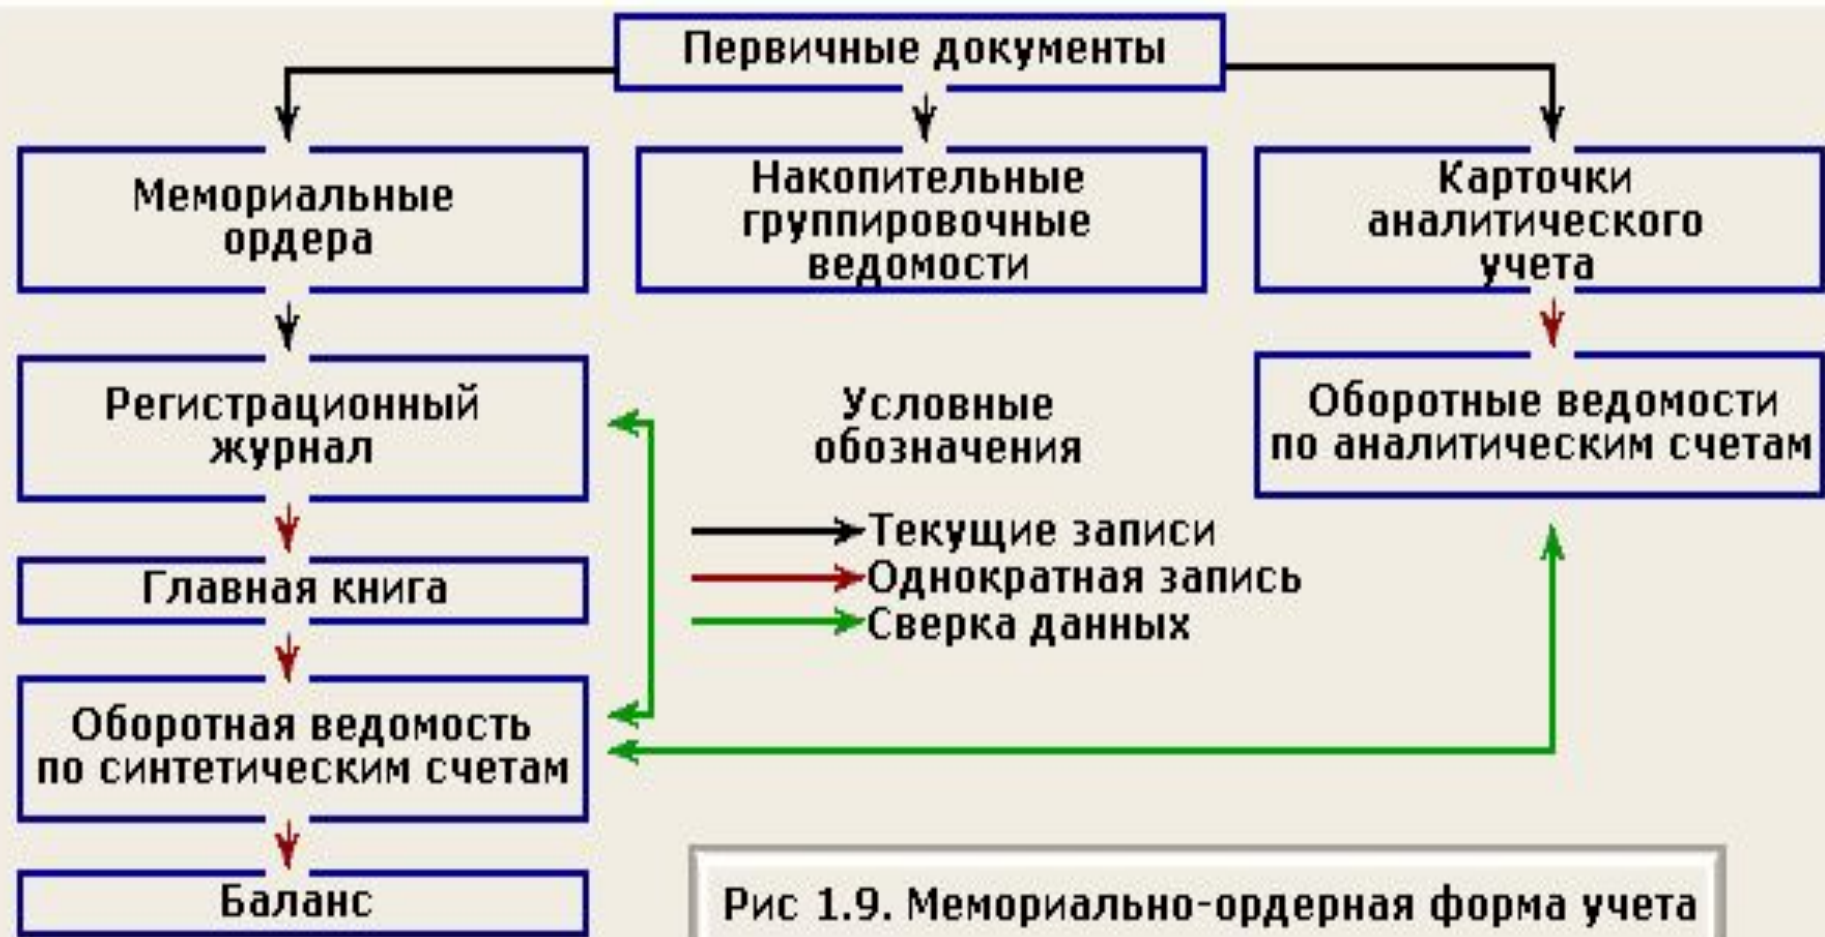 Первичные документы
Мемориальные
ордера
Накопительные
группировочные
ведомости
Карточки
аналитического
учета
Регистрационный
журнал
Условные
обозначения
Оборотные ведомости
по аналитическим счетам
Текущие записи
Однократная запись
Сверка данных
Главная книга
Оборотная ведомость
по синтетическим счетам
Баланс
Рис 1.9. Мемориально-ордерная форма учета